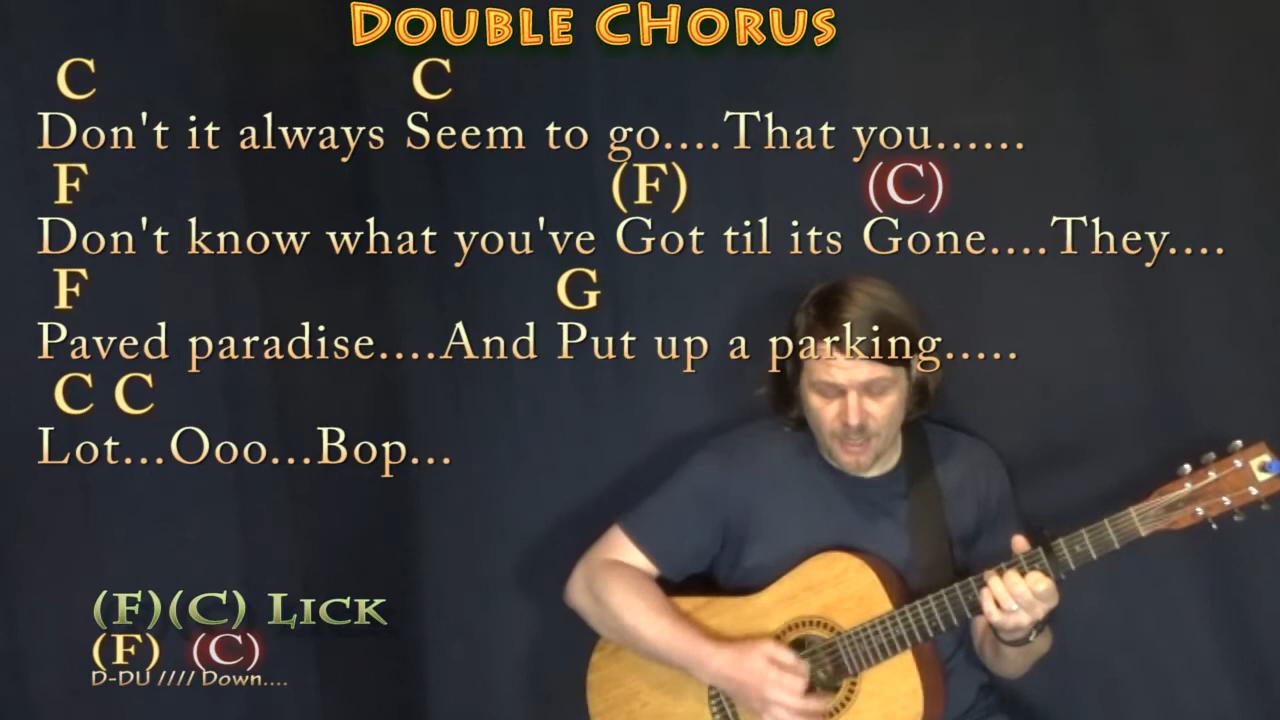 Double Chorus
C C
Don't it always Seem to go....That you......
F (F) (C)
Don't know what you've Got til its Gone....They....
F G
Paved paradise....And Put up a parking.....
C C
Lot...Ooo...Bop...
(F)(C) Lick
(F) (C)
D-DU //// Down....